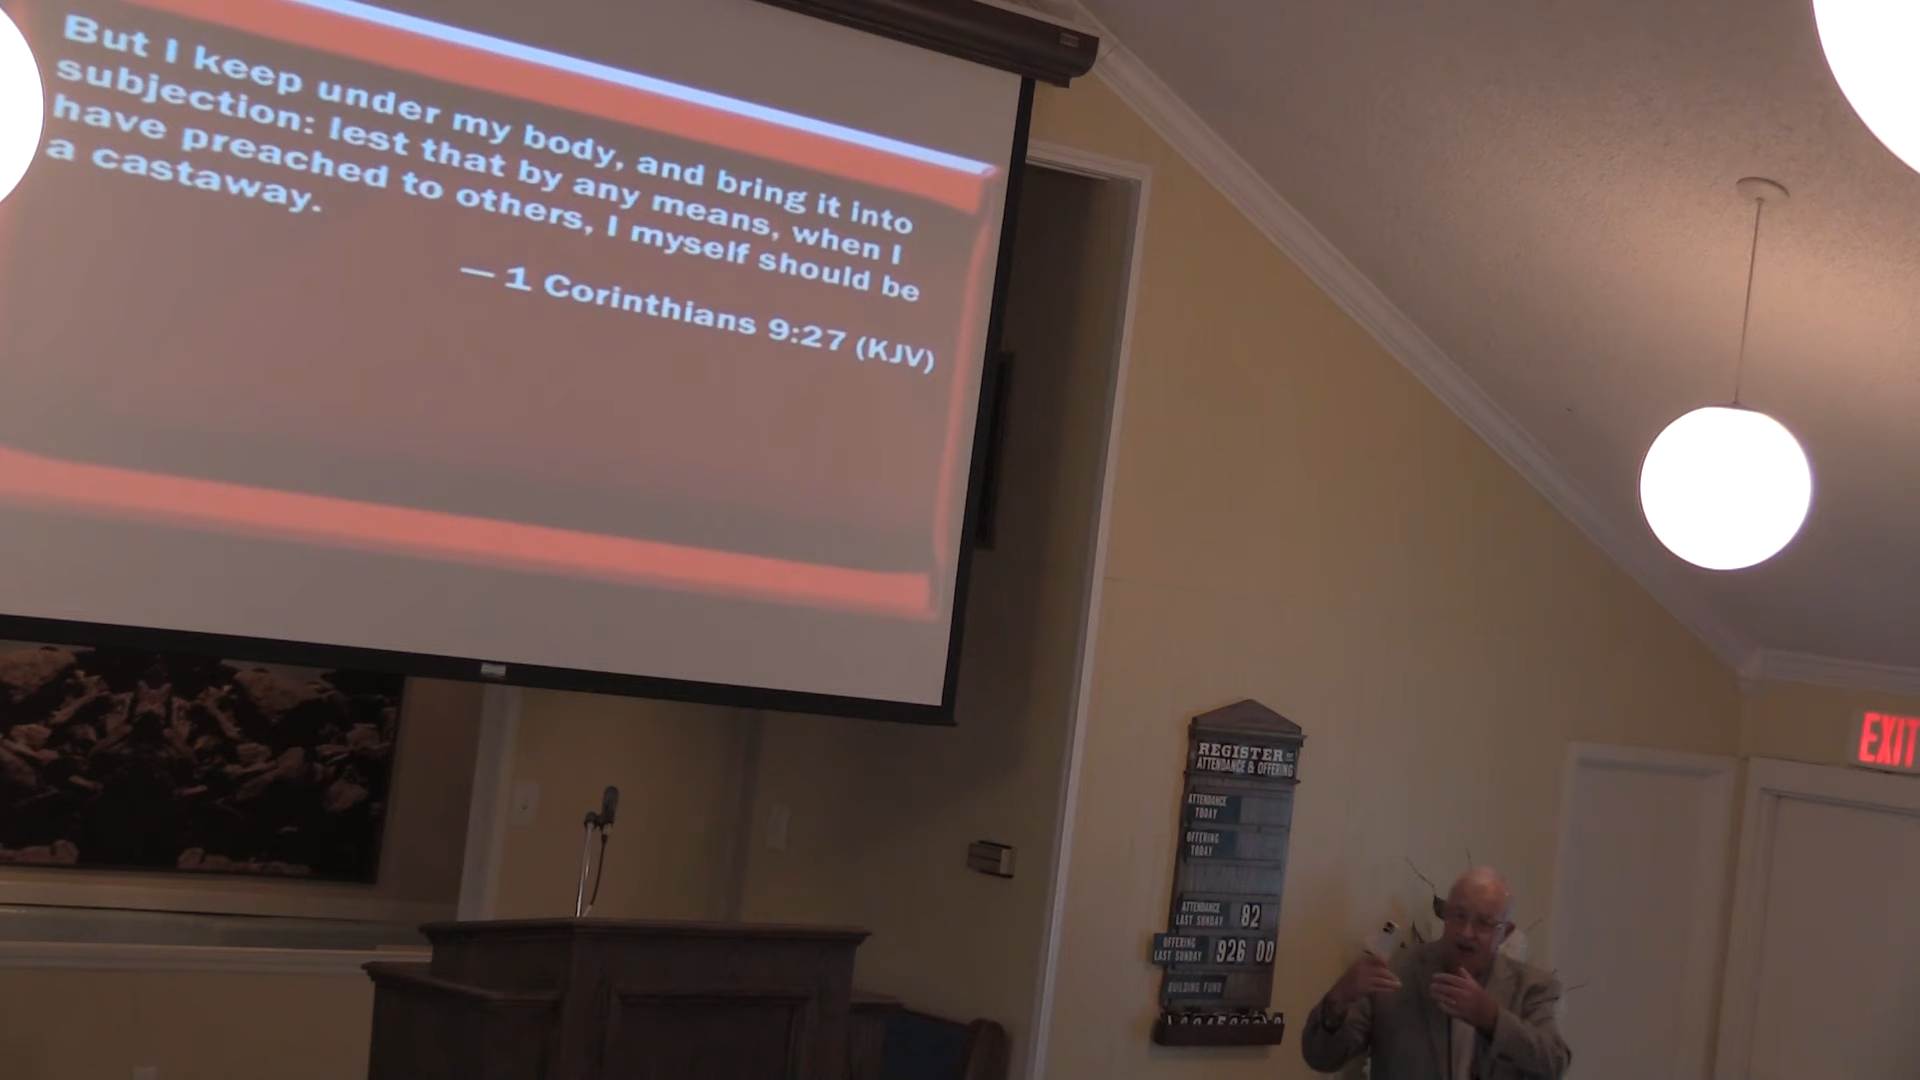 But I keep under my body, and bring it into
subjection: lest that by any means, when I
have preached to others, I myself should be
a castaway.
— 1 Corinthians 9:27 (KJV)
REGISTER OF
ATTENDANCE & OFFERING
ATTENDANCE
TODAY
OFFERING
TODAY
ATTENDANCE
LAST SUNDAY 82
OFFERING
LAST SUNDAY 926 00
BUILDING FUND
EXIT